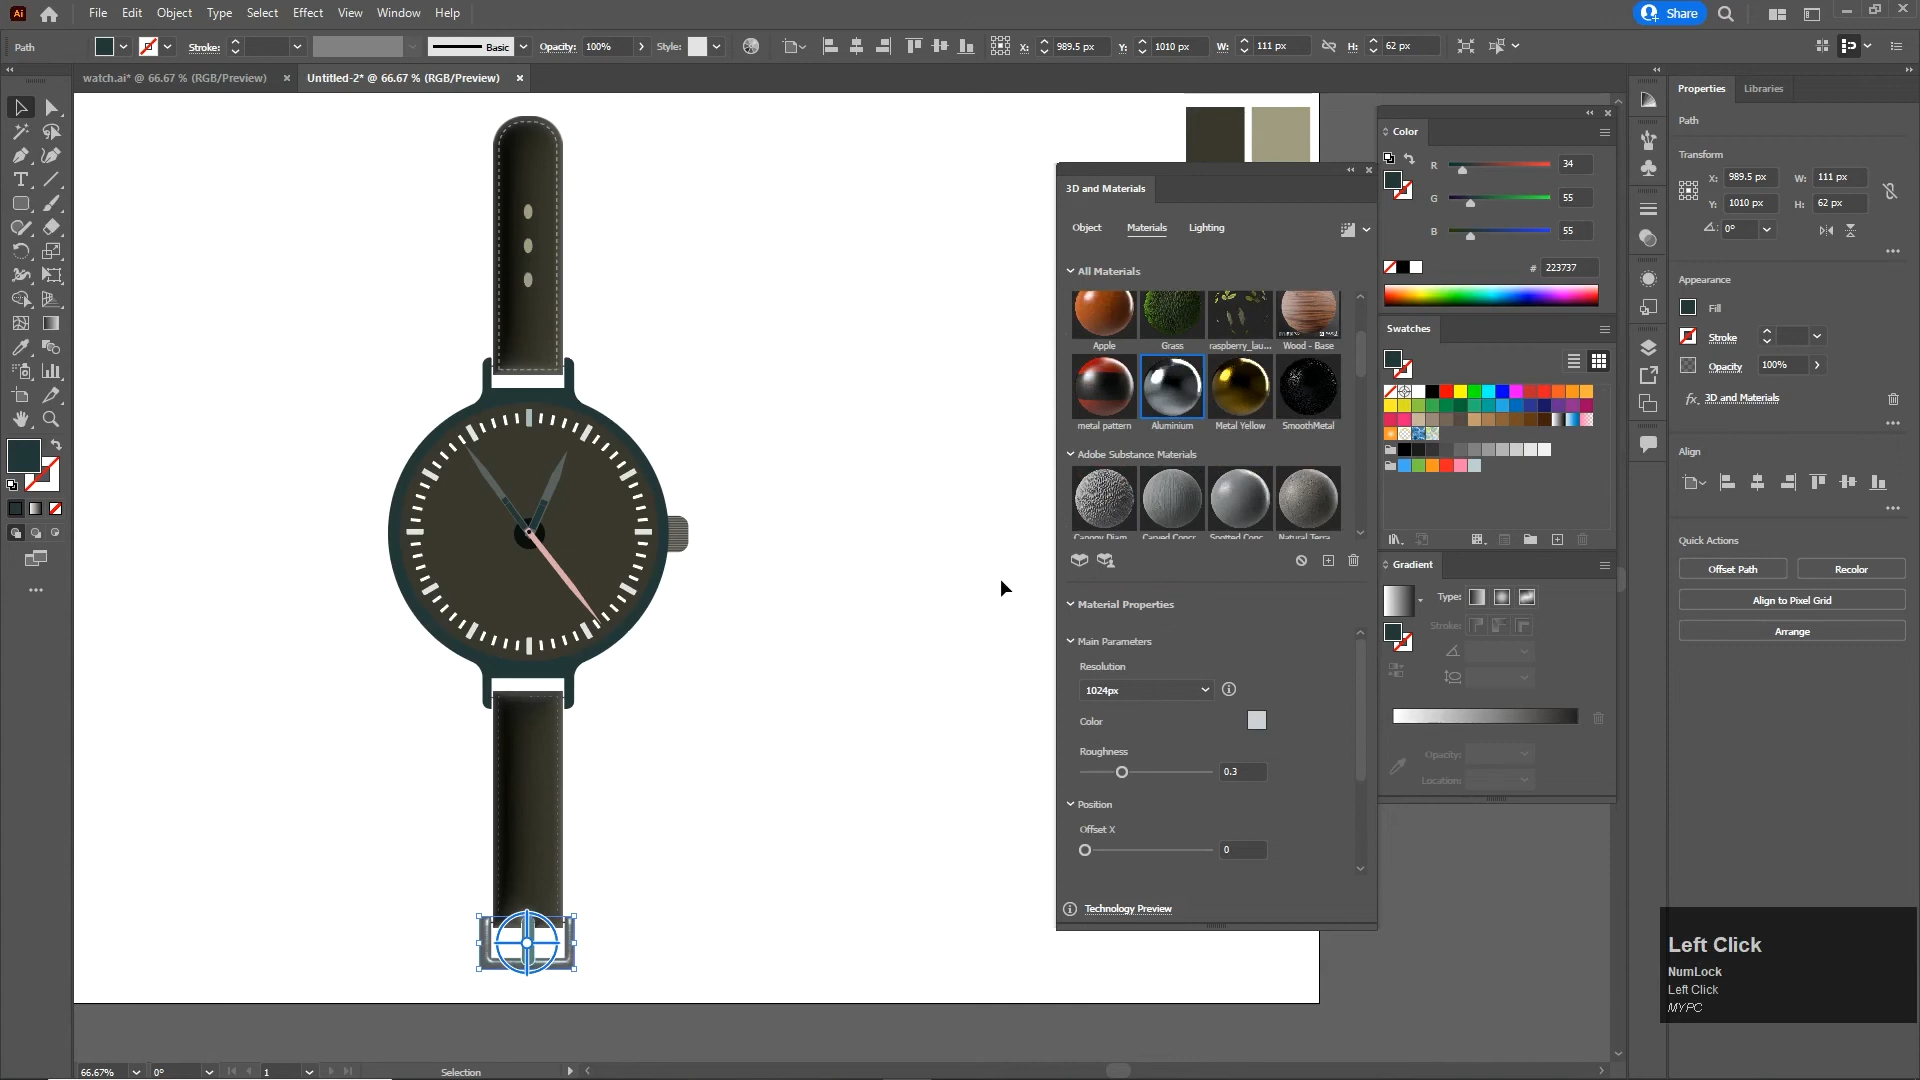 Ai File Edit Object Type Select Effect View Window Help Share
Path Stroke: Basic Opacity: 100% Style: X: 989.5 px Y: 1010 px W: 111 px H: 62 px
watch.ai* @ 66.67 % (RGB/Preview) × Untitled-2* @ 66.67 % (RGB/Preview) ×
3D and Materials
Object Materials Lighting
All Materials
Apple Grass raspberry_lau... Wood - Base
metal pattern Aluminium Metal Yellow SmoothMetal
Adobe Substance Materials
Material Properties
Main Parameters
Resolution
1024px
Color
Roughness
0.3
Position
Offset X
0
Technology Preview
Color
R 34
G 55
B 55
# 223737
Swatches
Gradient
Type:
Stroke:
Opacity:
Location:
Properties Libraries
Path
Transform
X: 989.5 px W: 111 px
Y: 1010 px H: 62 px
0°
Appearance
Fill
Stroke
Opacity 100%
fx 3D and Materials
Align
Quick Actions
Offset Path Recolor
Align to Pixel Grid
Arrange
Left Click
NumLock
Left Click
MYPC
66.67% 0° 1 Selection